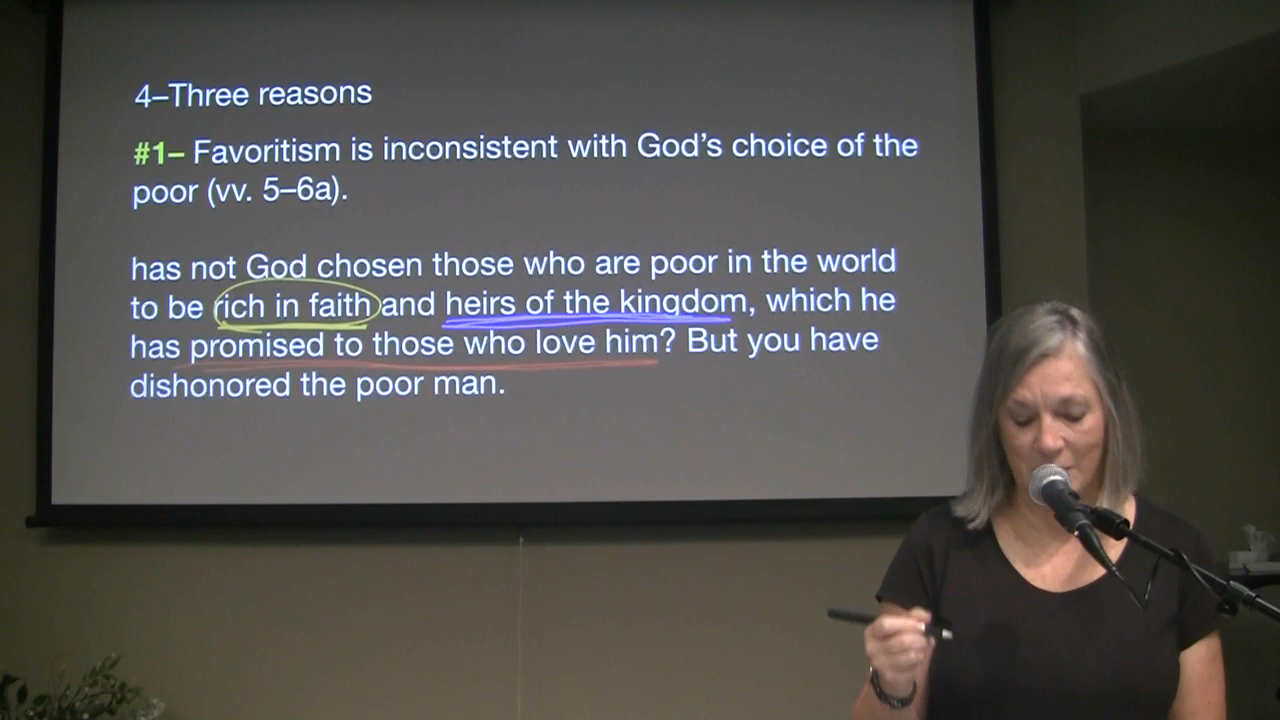 4–Three reasons
#1– Favoritism is inconsistent with God’s choice of the
poor (vv. 5–6a).
has not God chosen those who are poor in the world
to be rich in faith and heirs of the kingdom, which he
has promised to those who love him? But you have
dishonored the poor man.